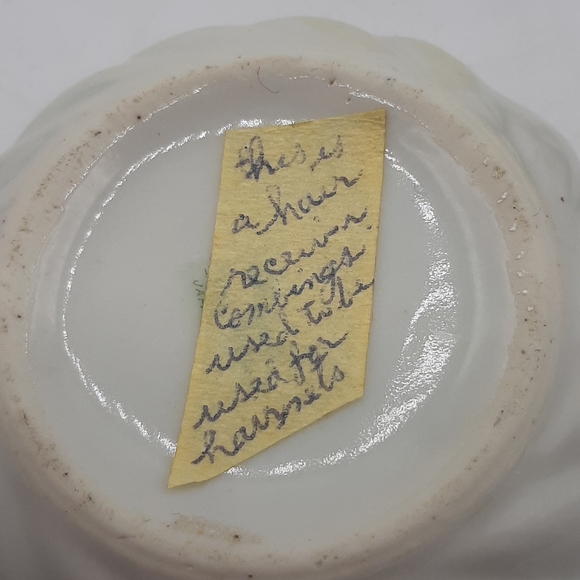 this is
a hair
receiver
combings
used to be
used for
hairnets